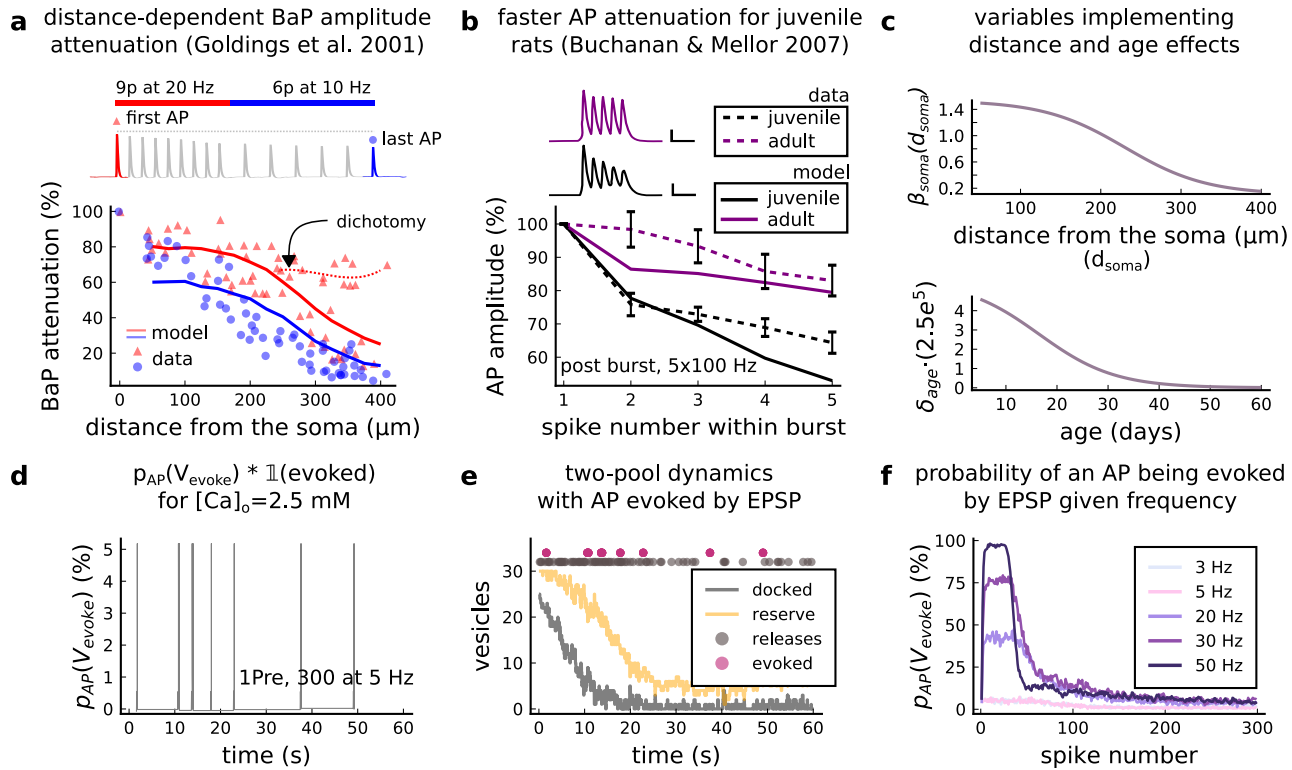 a
distance-dependent BaP amplitude
attenuation (Goldings et al. 2001)
9p at 20 Hz
6p at 10 Hz
first AP
last AP
BaP attenuation (%)
100
80
60
40
20
dichotomy
model
data
0
100
200
300
400
distance from the soma (μm)
b
faster AP attenuation for juvenile
rats (Buchanan & Mellor 2007)
data
juvenile
adult
model
juvenile
adult
AP amplitude (%)
100
90
80
70
60
post burst, 5x100 Hz
1
2
3
4
5
spike number within burst
c
variables implementing
distance and age effects
β_soma(d_soma)
1.4
1.0
0.6
0.2
100
200
300
400
distance from the soma (μm)
(d_soma)
δ_age·(2.5e⁵)
4
3
2
1
0
10
20
30
40
50
60
age (days)
d
p_AP(V_evoke) * 𝟙(evoked)
for [Ca]_o=2.5 mM
p_AP(V_evoke) (%)
5
4
3
2
1
0
1Pre, 300 at 5 Hz
0
10
20
30
40
50
60
time (s)
e
two-pool dynamics
with AP evoked by EPSP
vesicles
30
20
10
0
docked
reserve
releases
evoked
0
10
20
30
40
50
60
time (s)
f
probability of an AP being evoked
by EPSP given frequency
p_AP(V_evoke) (%)
100
75
50
25
0
3 Hz
5 Hz
20 Hz
30 Hz
50 Hz
0
100
200
300
spike number